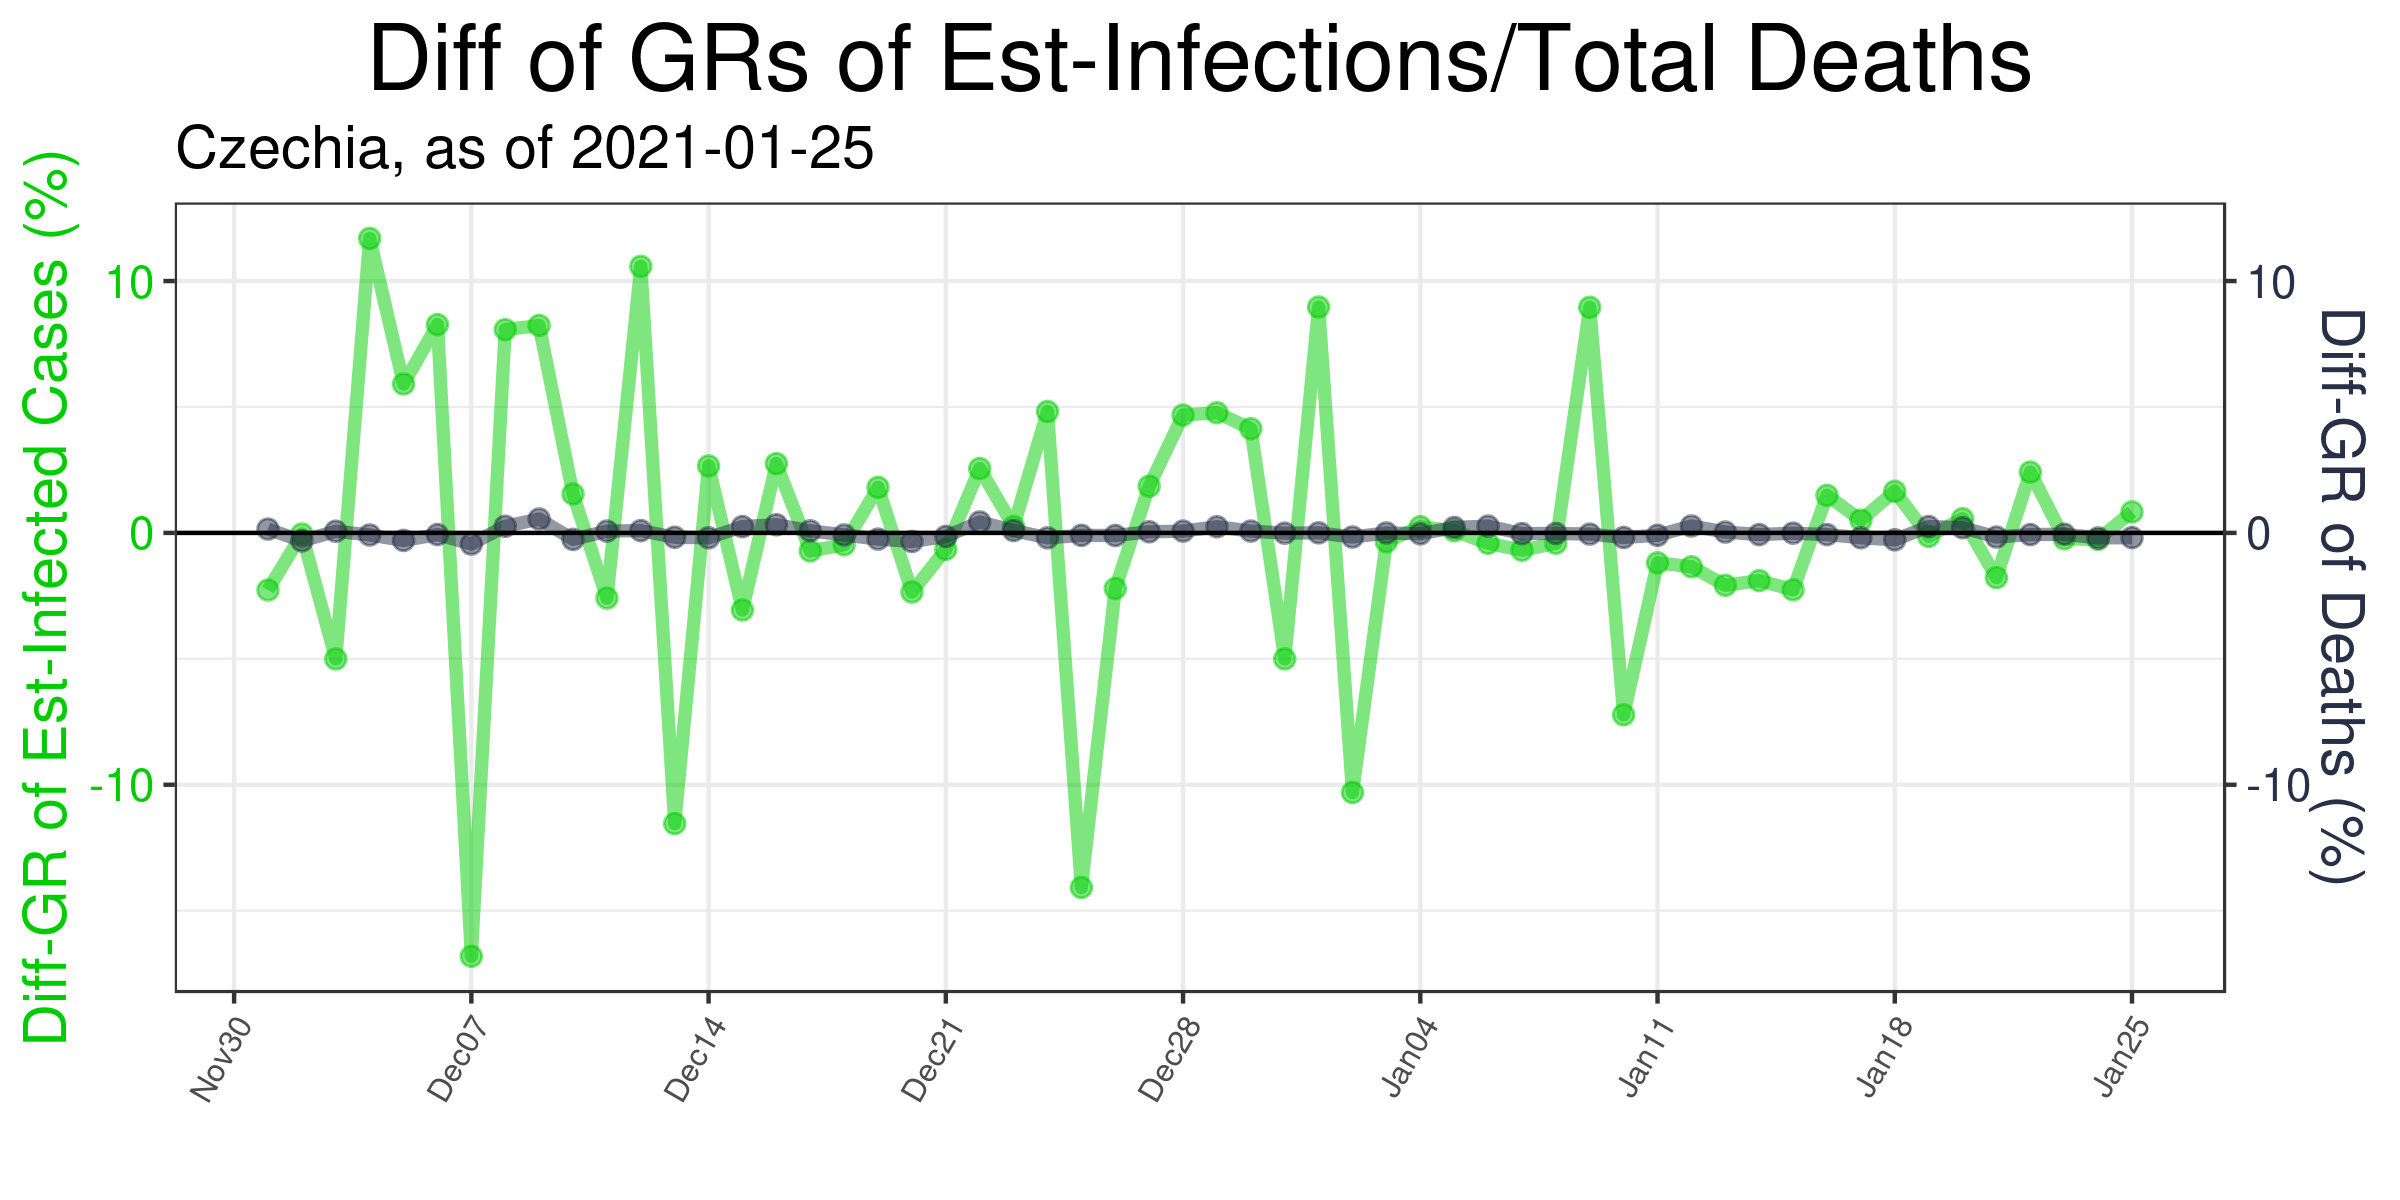 Diff of GRs of Est-Infections/Total Deaths
Czechia, as of 2021-01-25
Diff-GR of Est-Infected Cases (%)
10
0
-10
10
0
-10
Diff-GR of Deaths (%)
Nov30
Dec07
Dec14
Dec21
Dec28
Jan04
Jan11
Jan18
Jan25